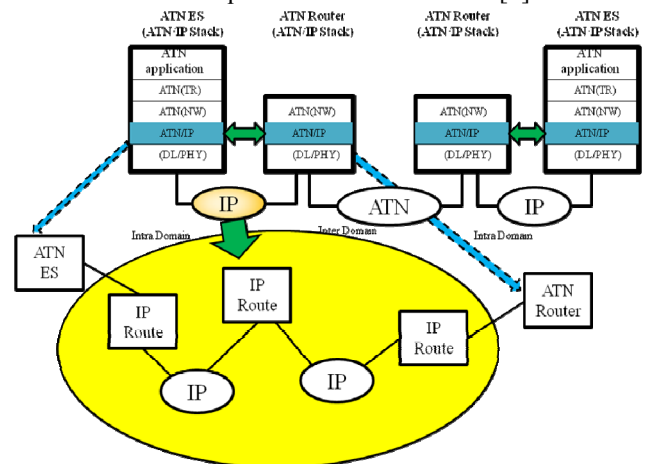 ATN ES
(ATN/IP Stack)
ATN Router
(ATN/IP Stack)
ATN Router
(ATN/IP Stack)
ATN ES
(ATN/IP Stack)
ATN
application
ATN(TR)
ATN(NW)
ATN/IP
(DL/PHY)
ATN(NW)
ATN/IP
(DL/PHY)
ATN(NW)
ATN/IP
(DL/PHY)
ATN
application
ATN(TR)
ATN(NW)
ATN/IP
(DL/PHY)
IP
ATN
IP
Intra Domain
Inter Domain
Intra Domain
ATN
ES
IP
Route
IP
Route
IP
Route
ATN
Router
IP
IP